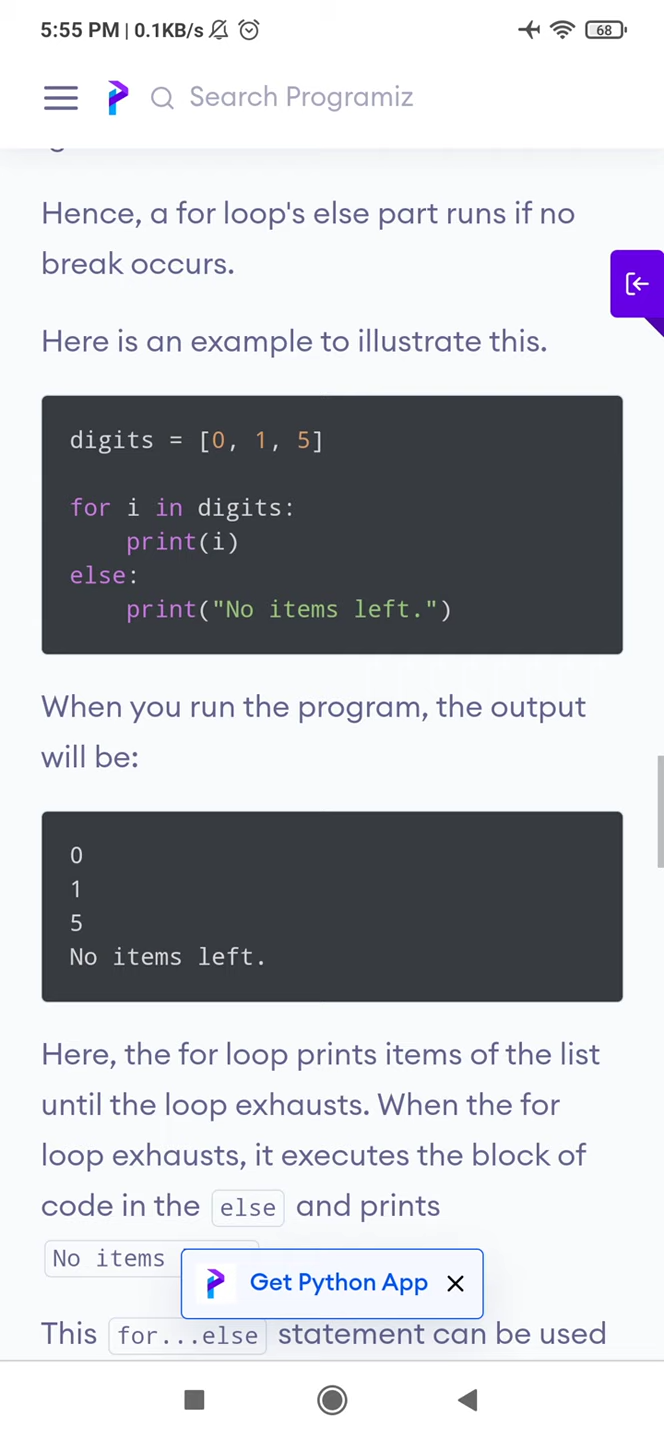 5:55 PM | 0.1KB/s
68
Search Programiz
Hence, a for loop's else part runs if no
break occurs.
Here is an example to illustrate this.
digits = [0, 1, 5]
for i in digits:
    print(i)
else:
    print("No items left.")
When you run the program, the output
will be:
0
1
5
No items left.
Here, the for loop prints items of the list
until the loop exhausts. When the for
loop exhausts, it executes the block of
code in the else and prints
No items
Get Python App
This for...else statement can be used